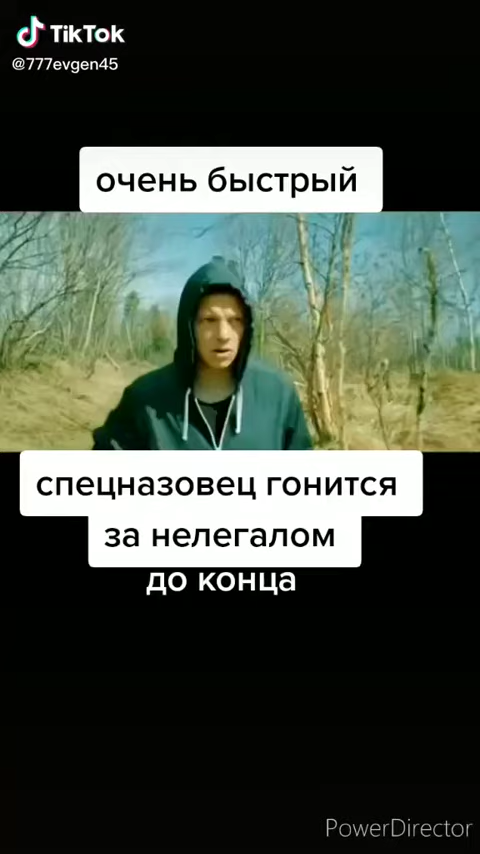 TikTok
@777evgen45
очень быстрый
спецназовец гонится
за нелегалом
до конца
PowerDirector